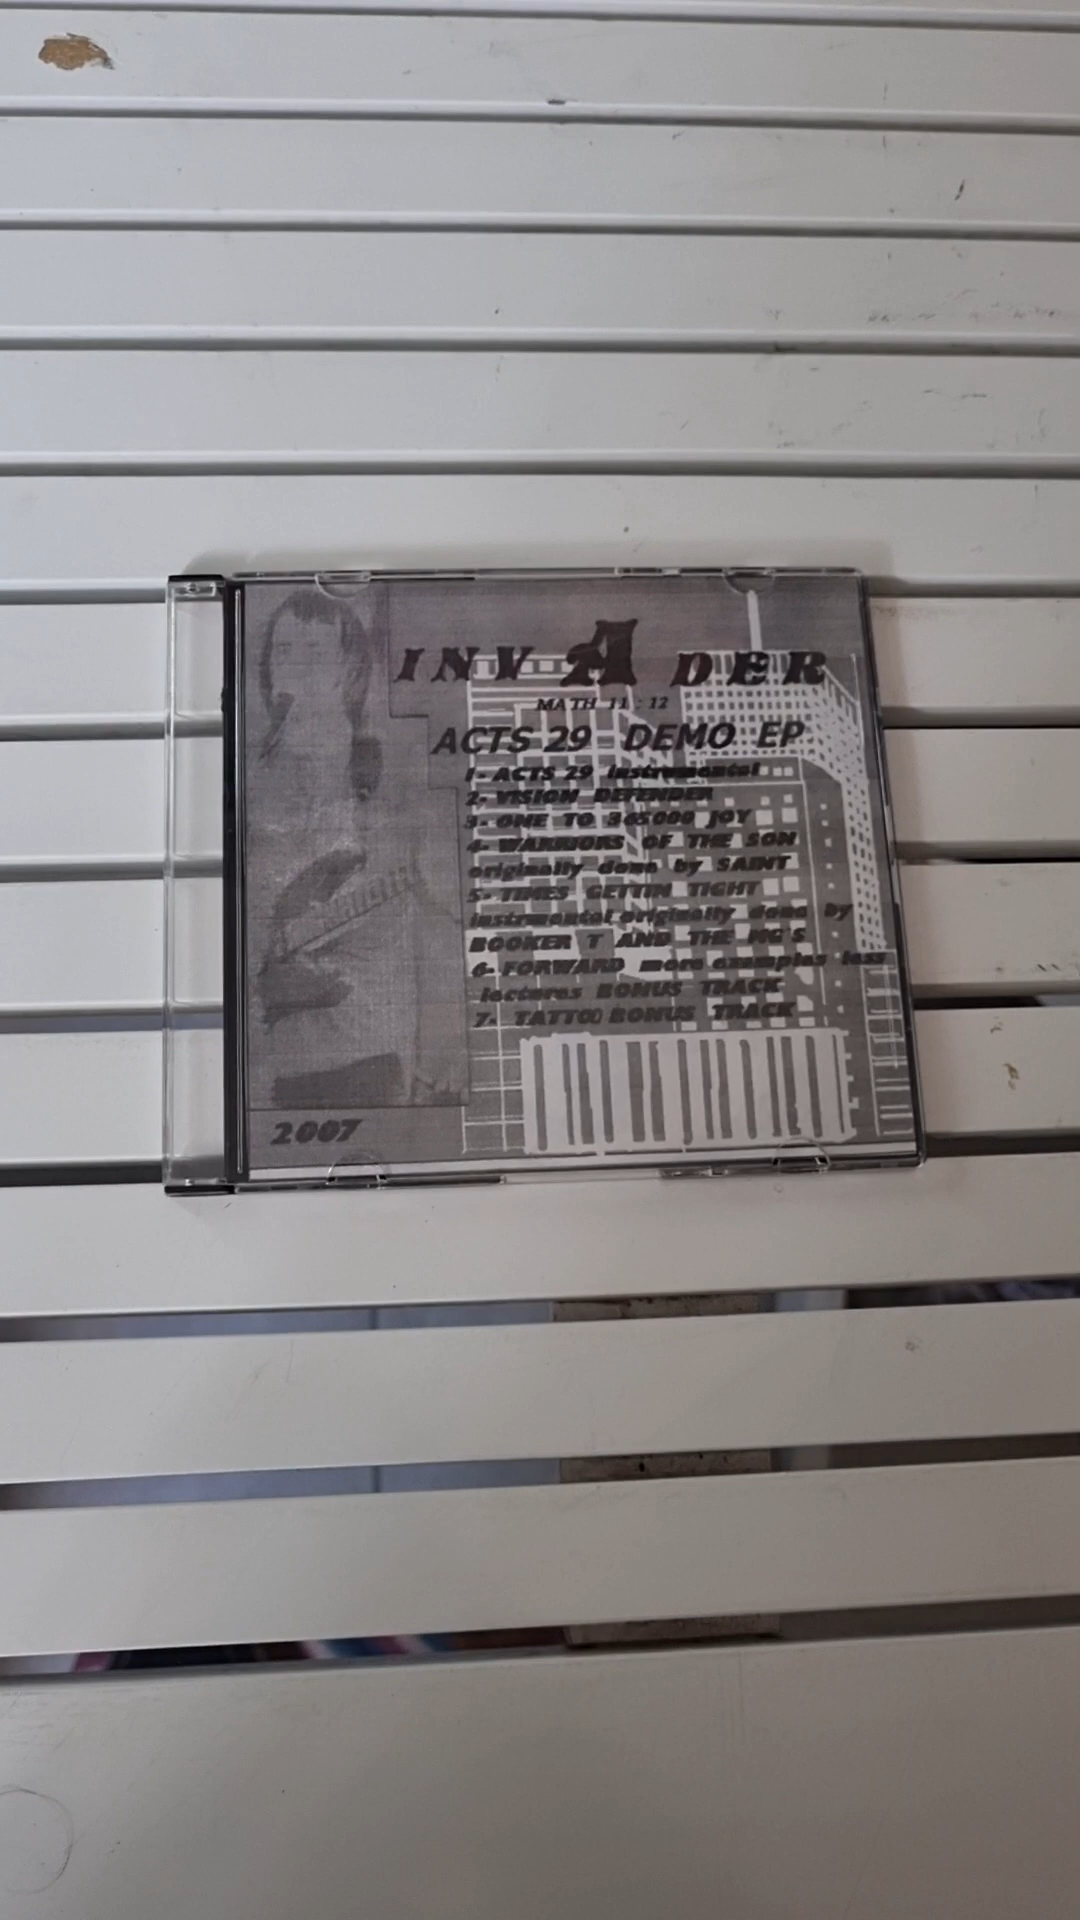 INVADER
MATH 11 : 12
ACTS 29 DEMO EP
1- ACTS 29 instrumental
2- VISION DEFENDER
3- ONE TO 365000 JOY
4- WARRIORS OF THE SON
originally done by SAINT
5- TIMES GETTIN TIGHT
instrmental originally done by
BOOKER T AND THE MG'S
6- FORWARD more examples less
lectures BONUS TRACK
7- TATTOO BONUS TRACK
2007